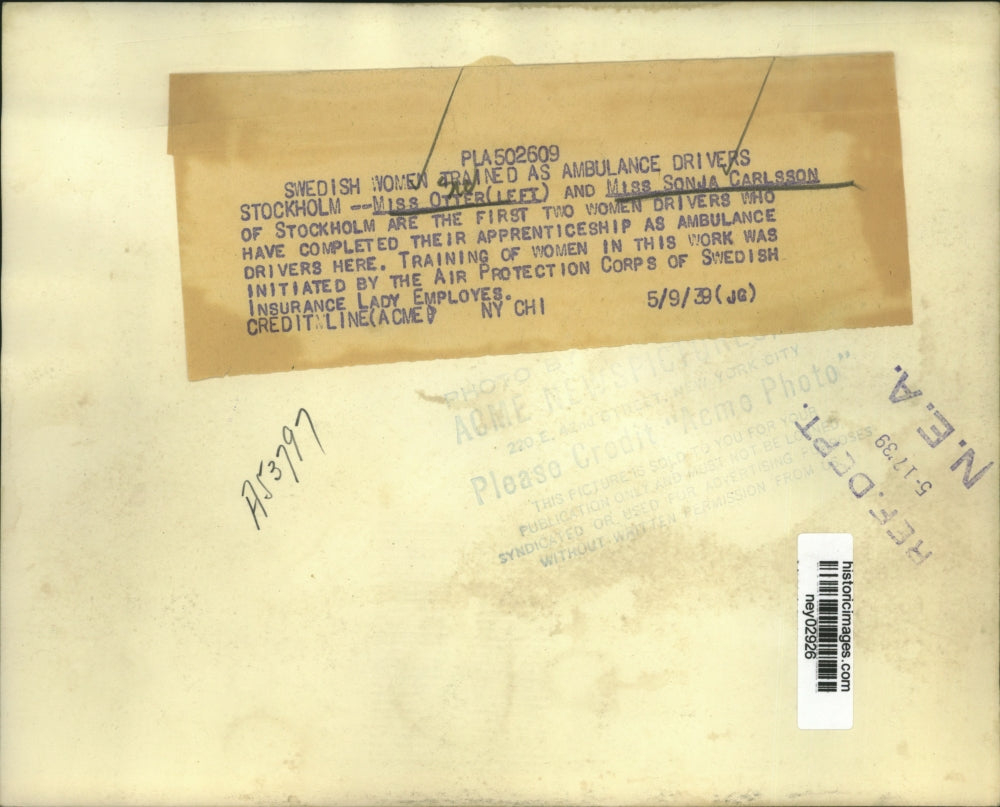 PLA502609
SWEDISH WOMEN TRAINED AS AMBULANCE DRIVERS
STOCKHOLM --MISS OTTER(LEFT) AND MISS SONJA CARLSSON
OF STOCKHOLM ARE THE FIRST TWO WOMEN DRIVERS WHO
HAVE COMPLETED THEIR APPRENTICESHIP AS AMBULANCE
DRIVERS HERE. TRAINING OF WOMEN IN THIS WORK WAS
INITIATED BY THE AIR PROTECTION CORPS OF SWEDISH
INSURANCE LADY EMPLOYES.
CREDIT LINE(ACME) NY CHI 5/9/39(JG)
PHOTO
ACME NEWSPICTURES
220 E. 42nd STREET, NEW YORK CITY
Please Credit "Acme Photo"
THIS PICTURE IS SOLD TO YOU FOR YOUR
PUBLICATION ONLY AND MUST NOT BE LOANED
SYNDICATED OR USED FOR ADVERTISING PURPOSES
WITHOUT WRITTEN PERMISSION FROM
A53797
REF. DEPT.
5-17'39
N.E.A.
historicimages.com
ney02926